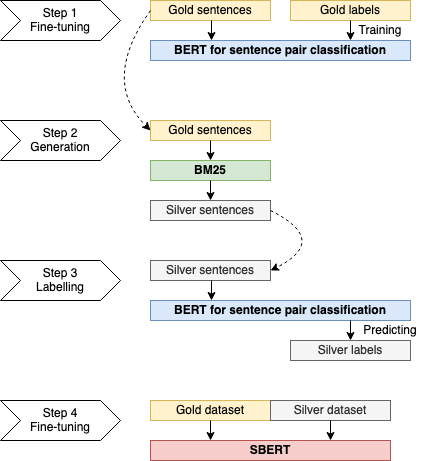 Step 1
Fine-tuning
Gold sentences
Gold labels
Training
BERT for sentence pair classification
Step 2
Generation
Gold sentences
BM25
Silver sentences
Step 3
Labelling
Silver sentences
BERT for sentence pair classification
Predicting
Silver labels
Step 4
Fine-tuning
Gold dataset
Silver dataset
SBERT